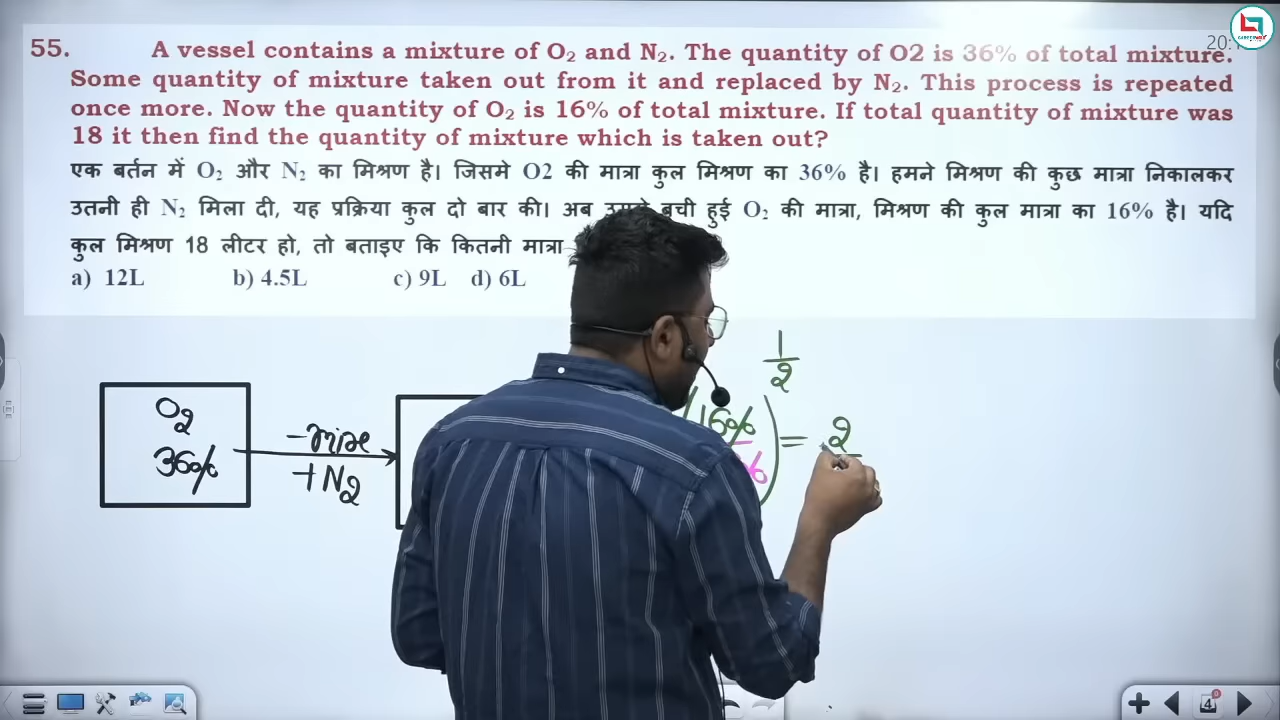 55. A vessel contains a mixture of O₂ and N₂. The quantity of O2 is 36% of total mixture.
Some quantity of mixture taken out from it and replaced by N₂. This process is repeated
once more. Now the quantity of O₂ is 16% of total mixture. If total quantity of mixture was
18 it then find the quantity of mixture which is taken out?
एक बर्तन में O₂ और N₂ का मिश्रण है। जिसमे O2 की मात्रा कुल मिश्रण का 36% है। हमने मिश्रण की कुछ मात्रा निकालकर
उतनी ही N₂ मिला दी, यह प्रक्रिया कुल दो बार की। अब बची हुई O₂ की मात्रा, मिश्रण की कुल मात्रा का 16% है। यदि
कुल मिश्रण 18 लीटर हो, तो बताइए कि कितनी मात्रा
a) 12L b) 4.5L c) 9L d) 6L
1
2
O₂
36%
-mix
+N₂
(16%
%)
= 2
4